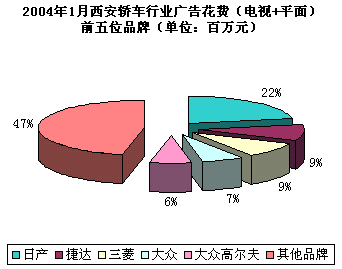 2004年1月西安轿车行业广告花费（电视+平面）
前五位品牌（单位：百万元）
22%
47%
9%
9%
7%
6%
日产 捷达 三菱 大众 大众高尔夫 其他品牌